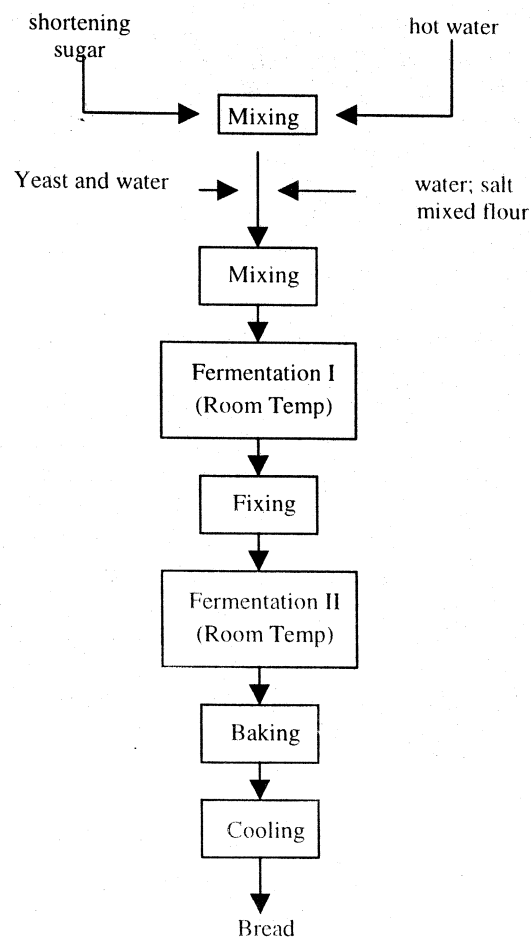 shortening
sugar
hot water
Mixing
Yeast and water
water; salt
mixed flour
Mixing
Fermentation I
(Room Temp)
Fixing
Fermentation II
(Room Temp)
Baking
Cooling
Bread